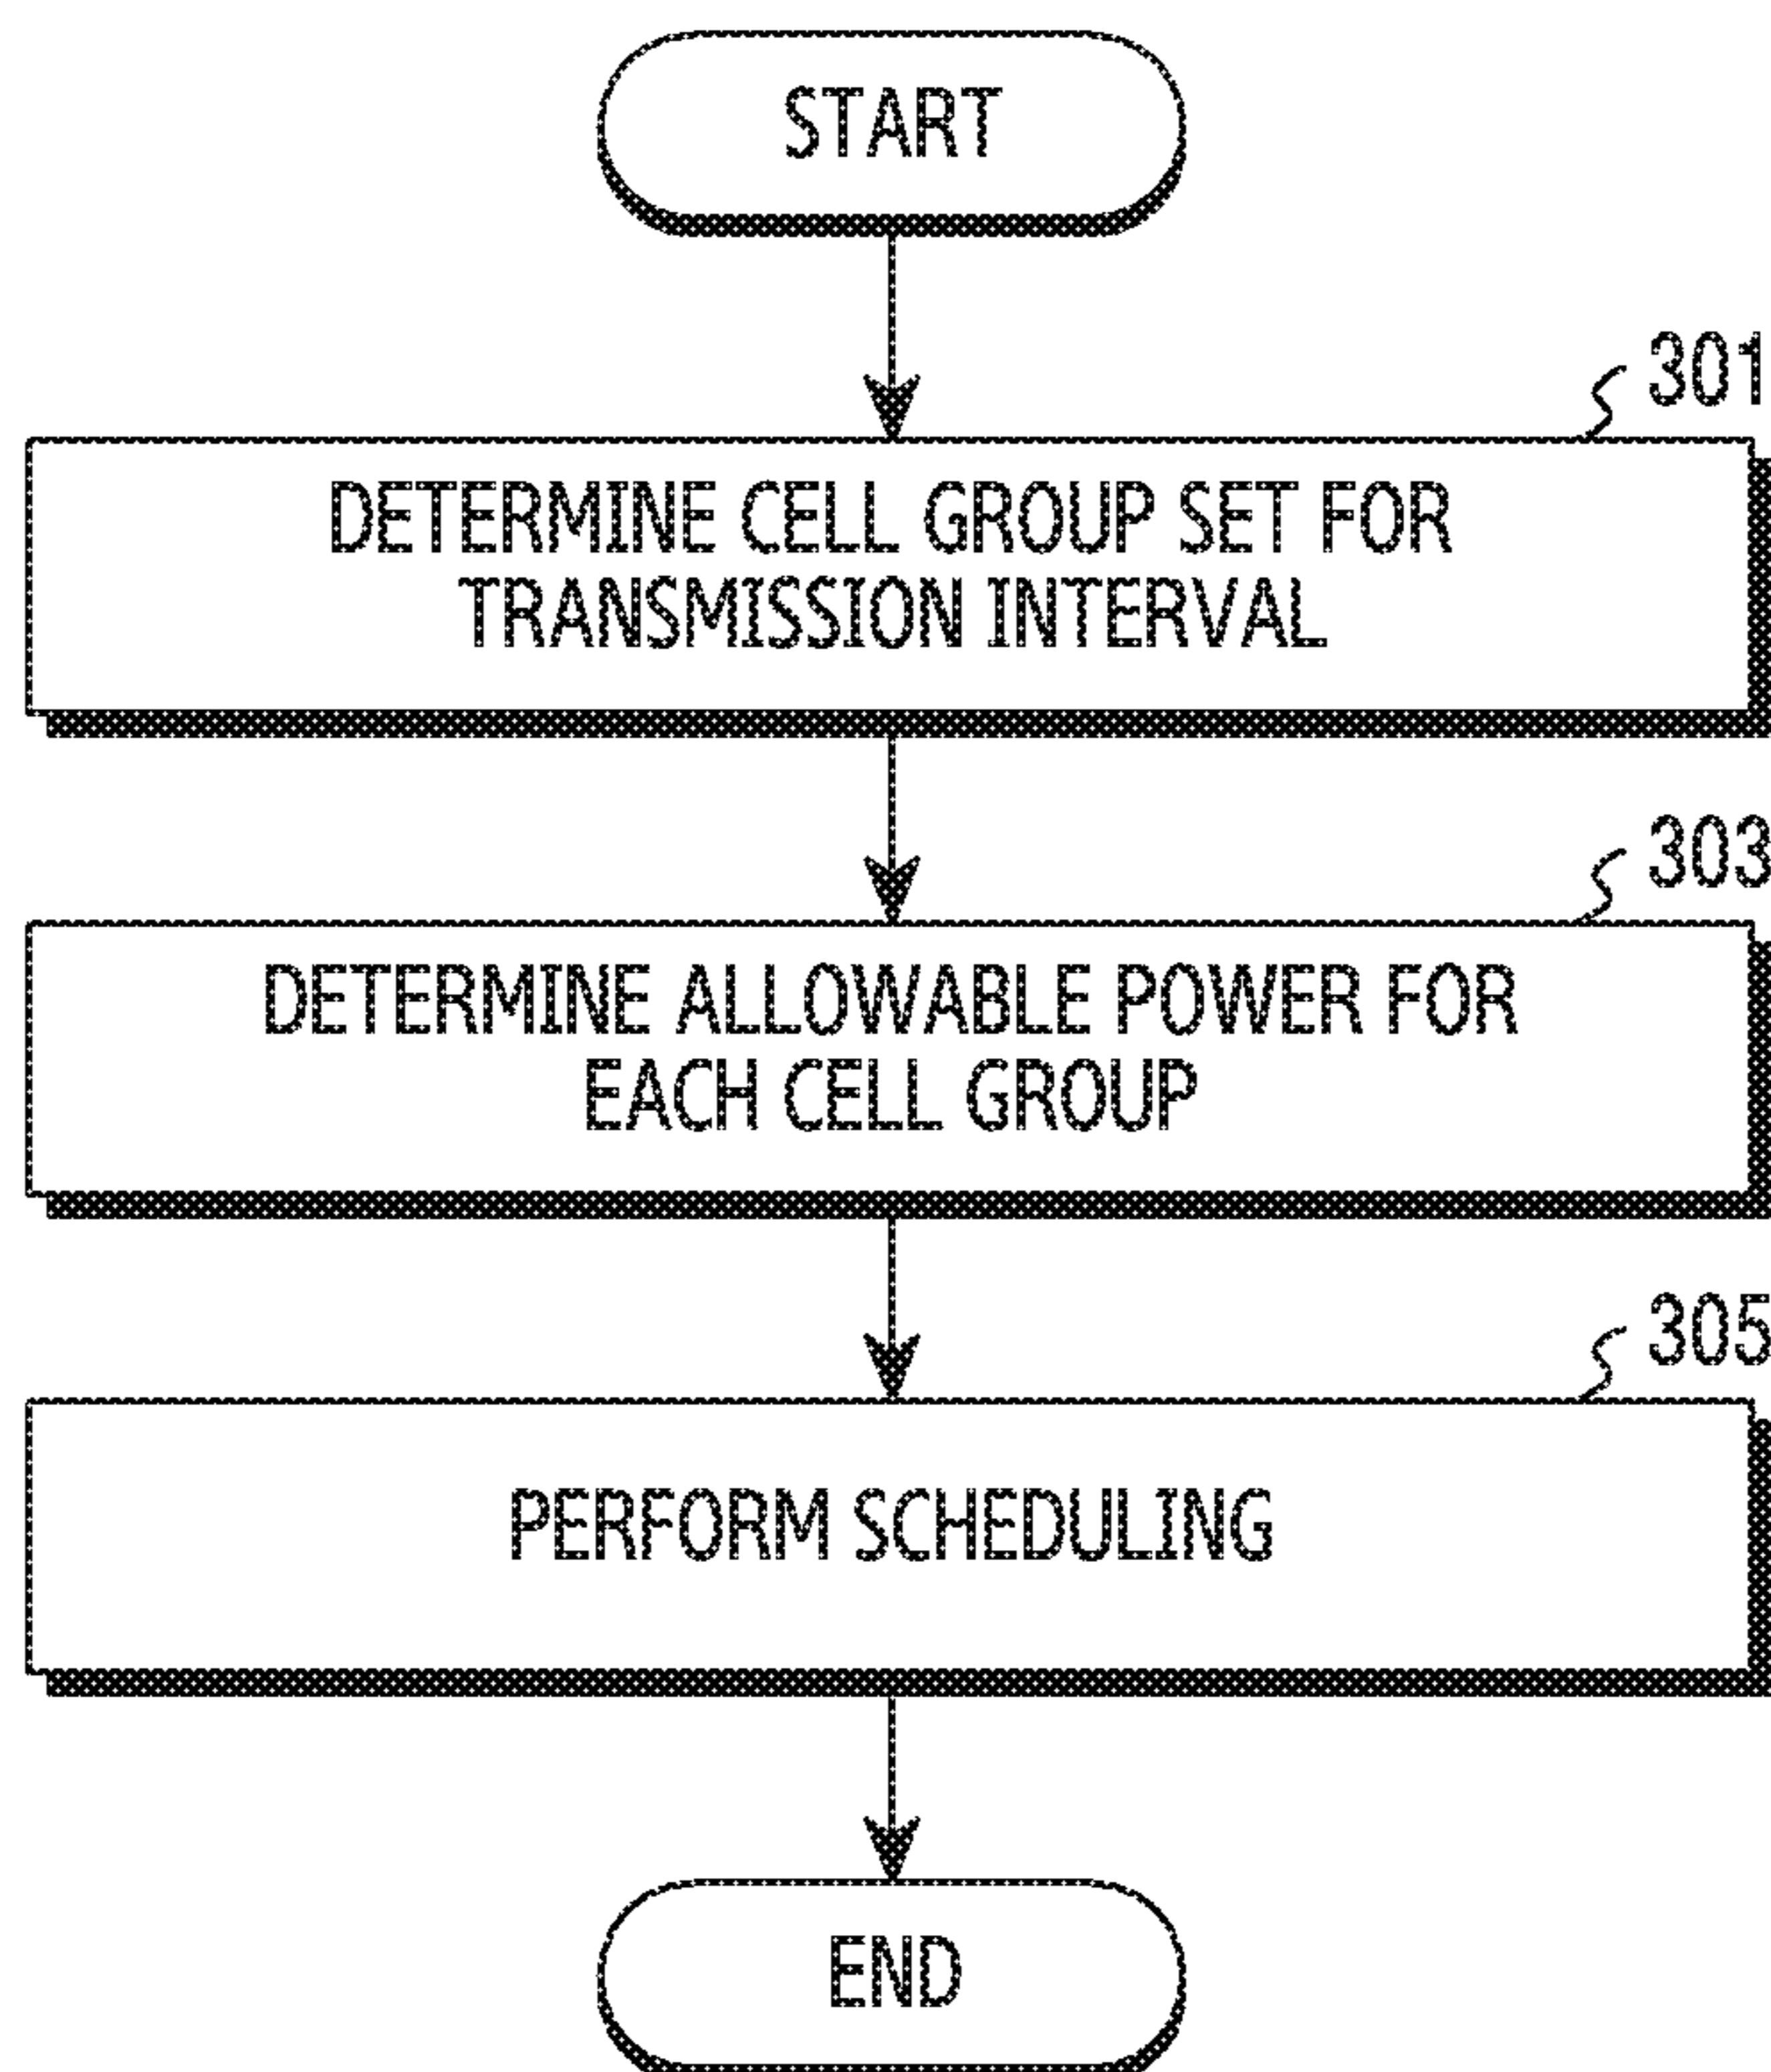 START
301
DETERMINE CELL GROUP SET FOR
TRANSMISSION INTERVAL
303
DETERMINE ALLOWABLE POWER FOR
EACH CELL GROUP
305
PERFORM SCHEDULING
END